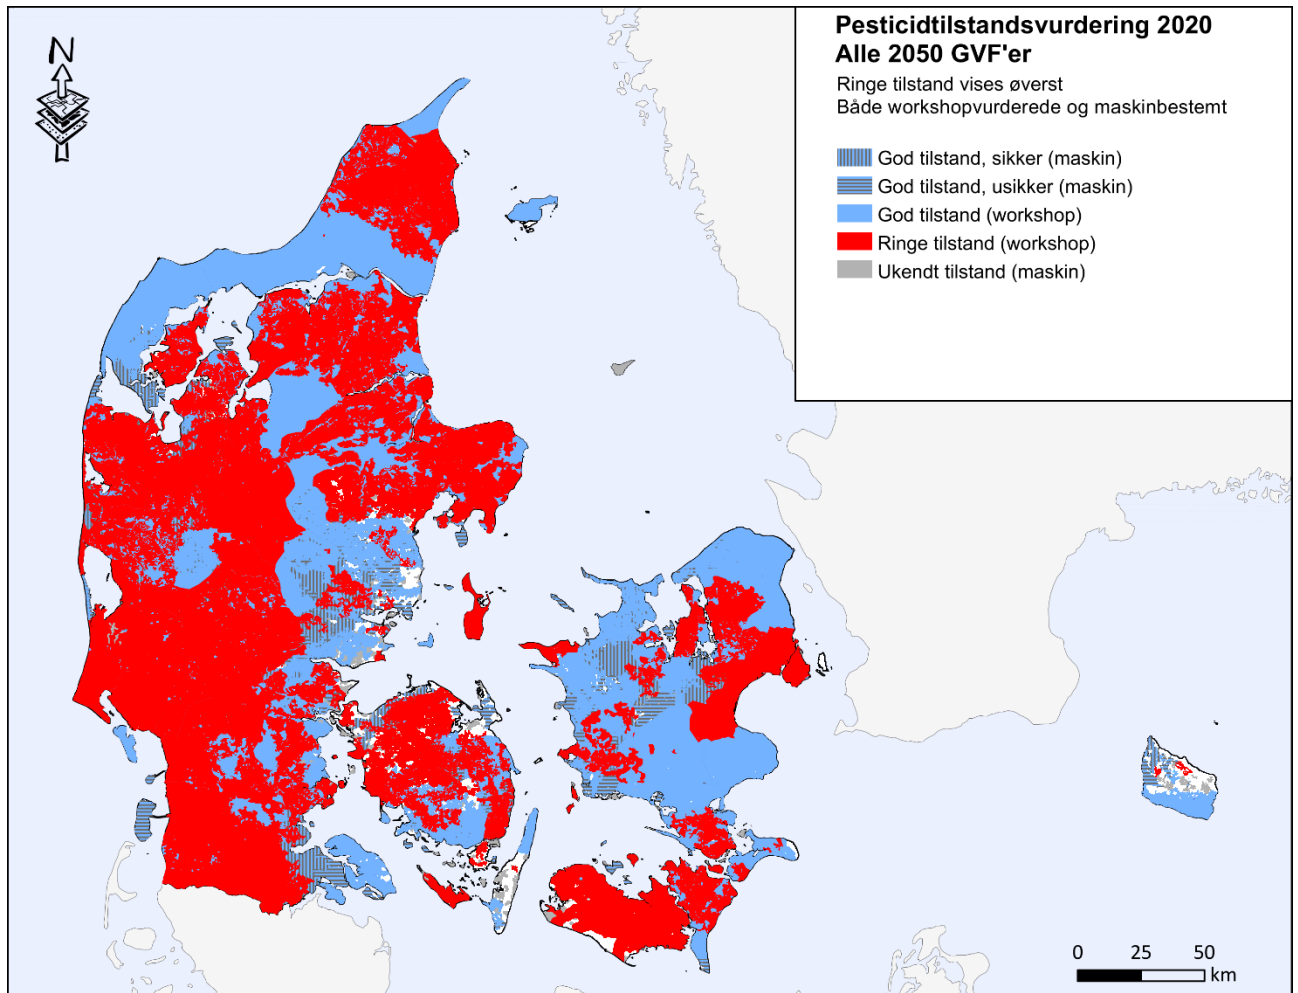 Pesticidtilstandsvurdering 2020
Alle 2050 GVF'er
Ringe tilstand vises øverst
Både workshopvurderede og maskinbestemt
God tilstand, sikker (maskin)
God tilstand, usikker (maskin)
God tilstand (workshop)
Ringe tilstand (workshop)
Ukendt tilstand (maskin)
N
0 25 50
km